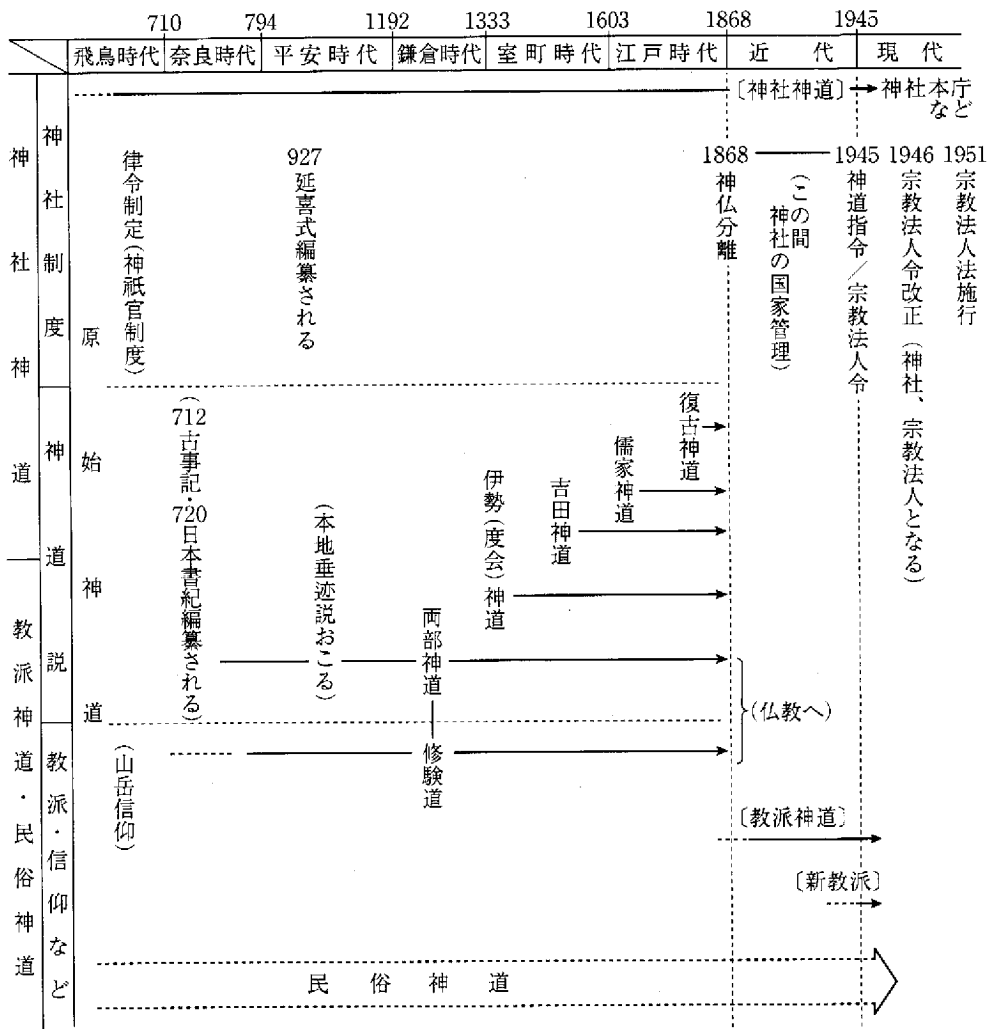 710 794 1192 1333 1603 1868 1945
飛鳥時代 奈良時代 平安時代 鎌倉時代 室町時代 江戸時代 近代 現代
神社神道
教派神道・民俗神道
神社制度
神道説
教派・信仰など
原始神道
〔神社神道〕
神社本庁
など
律令制定(神祇官制度)
927
延喜式編纂される
1868
神仏分離
(この間
神社の国家管理)
1945
神道指令/宗教法人令
1946
宗教法人令改正(神社、宗教法人となる)
1951
宗教法人法施行
(712古事記・720日本書紀編纂される)
(本地垂迹説おこる)
両部神道
伊勢(度会)神道
吉田神道
儒家神道
復古神道
(仏教へ)
(山岳信仰)
修験道
〔教派神道〕
〔新教派〕
民俗神道